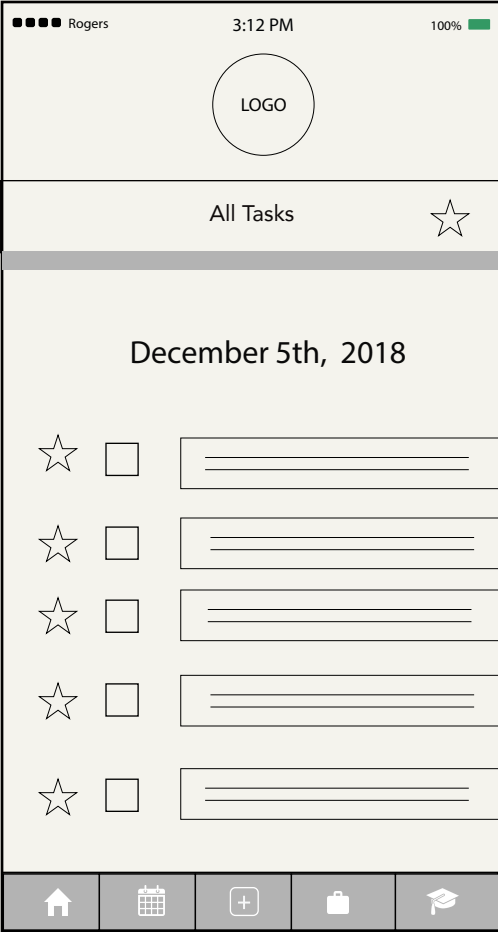 Rogers
3:12 PM
100%
LOGO
All Tasks
December 5th, 2018